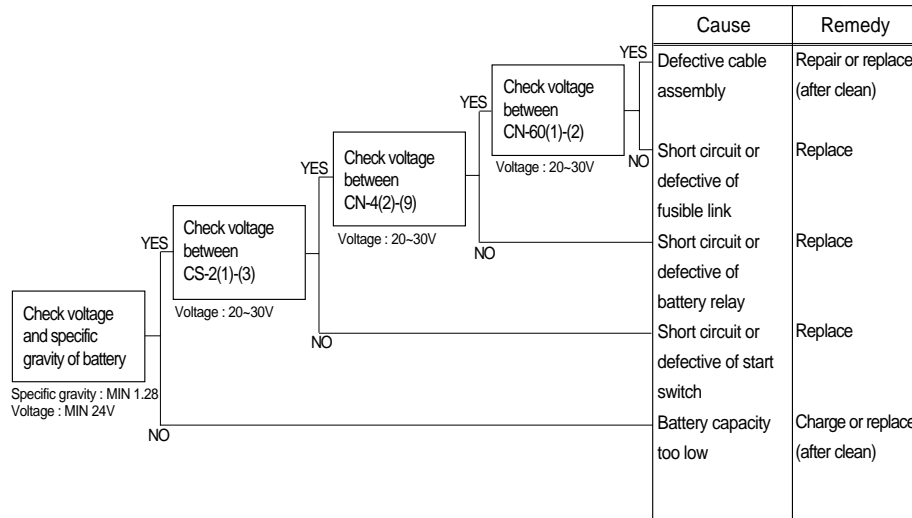 Cause
Remedy
YES
Defective cable
assembly
Repair or replace
(after clean)
Check voltage
between
CN-60(1)-(2)
YES
Voltage : 20~30V
NO
Short circuit or
defective of
fusible link
Replace
Check voltage
between
CN-4(2)-(9)
YES
Voltage : 20~30V
NO
Short circuit or
defective of
battery relay
Replace
Check voltage
between
CS-2(1)-(3)
YES
Voltage : 20~30V
NO
Short circuit or
defective of start
switch
Replace
Check voltage
and specific
gravity of battery
Specific gravity : MIN 1.28
Voltage : MIN 24V
NO
Battery capacity
too low
Charge or replace
(after clean)